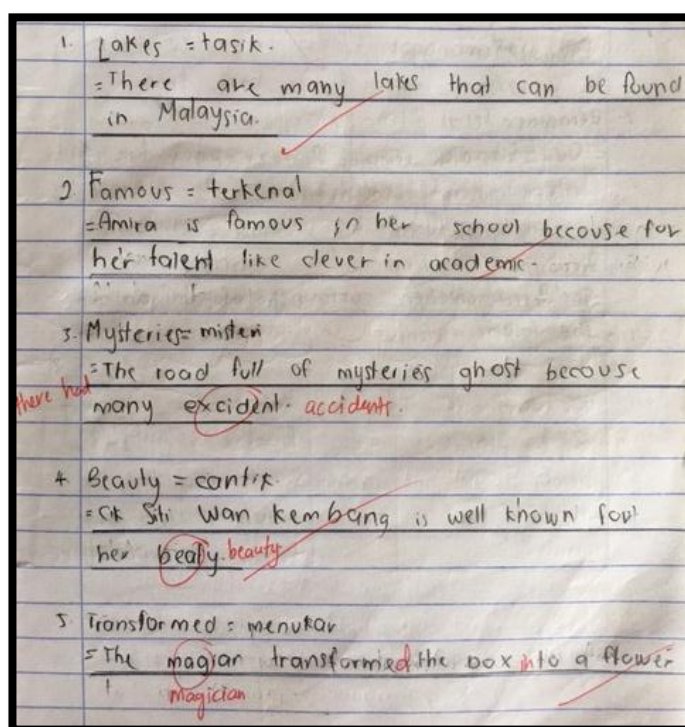 1. Lakes = tasik.
= There are many lakes that can be found
in Malaysia.
2 Famous = terkenal
= Amira is famous in her school becouse for
her talent like clever in academic.
3. Mysteries = misteri
= The road full of mysteries ghost becouse
there had many excident. accidents.
4 Beauty = cantik.
= Cik Siti Wan Kembang is well known for
her beaty. beauty
5. Transformed = menukar
= The magian transformed the box into a flower
magician